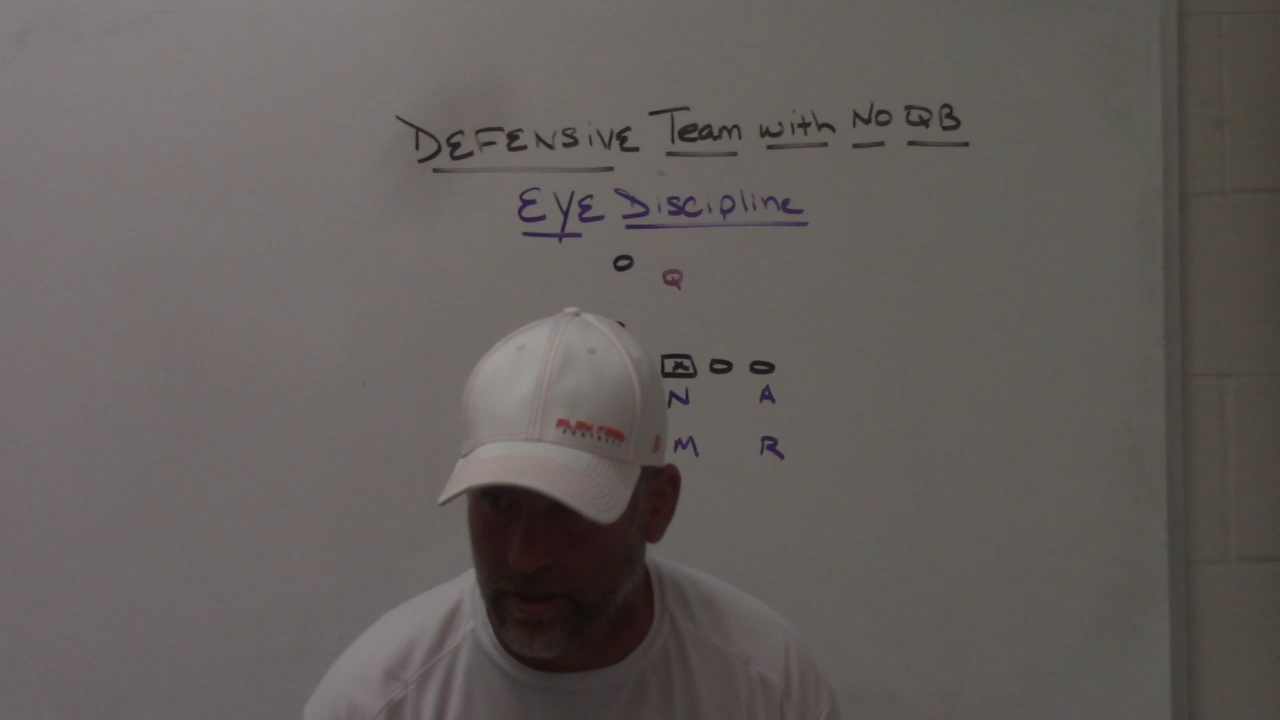 DEFENSIVE Team with No QB
EYE Discipline
O Q
X O O
N A
M R